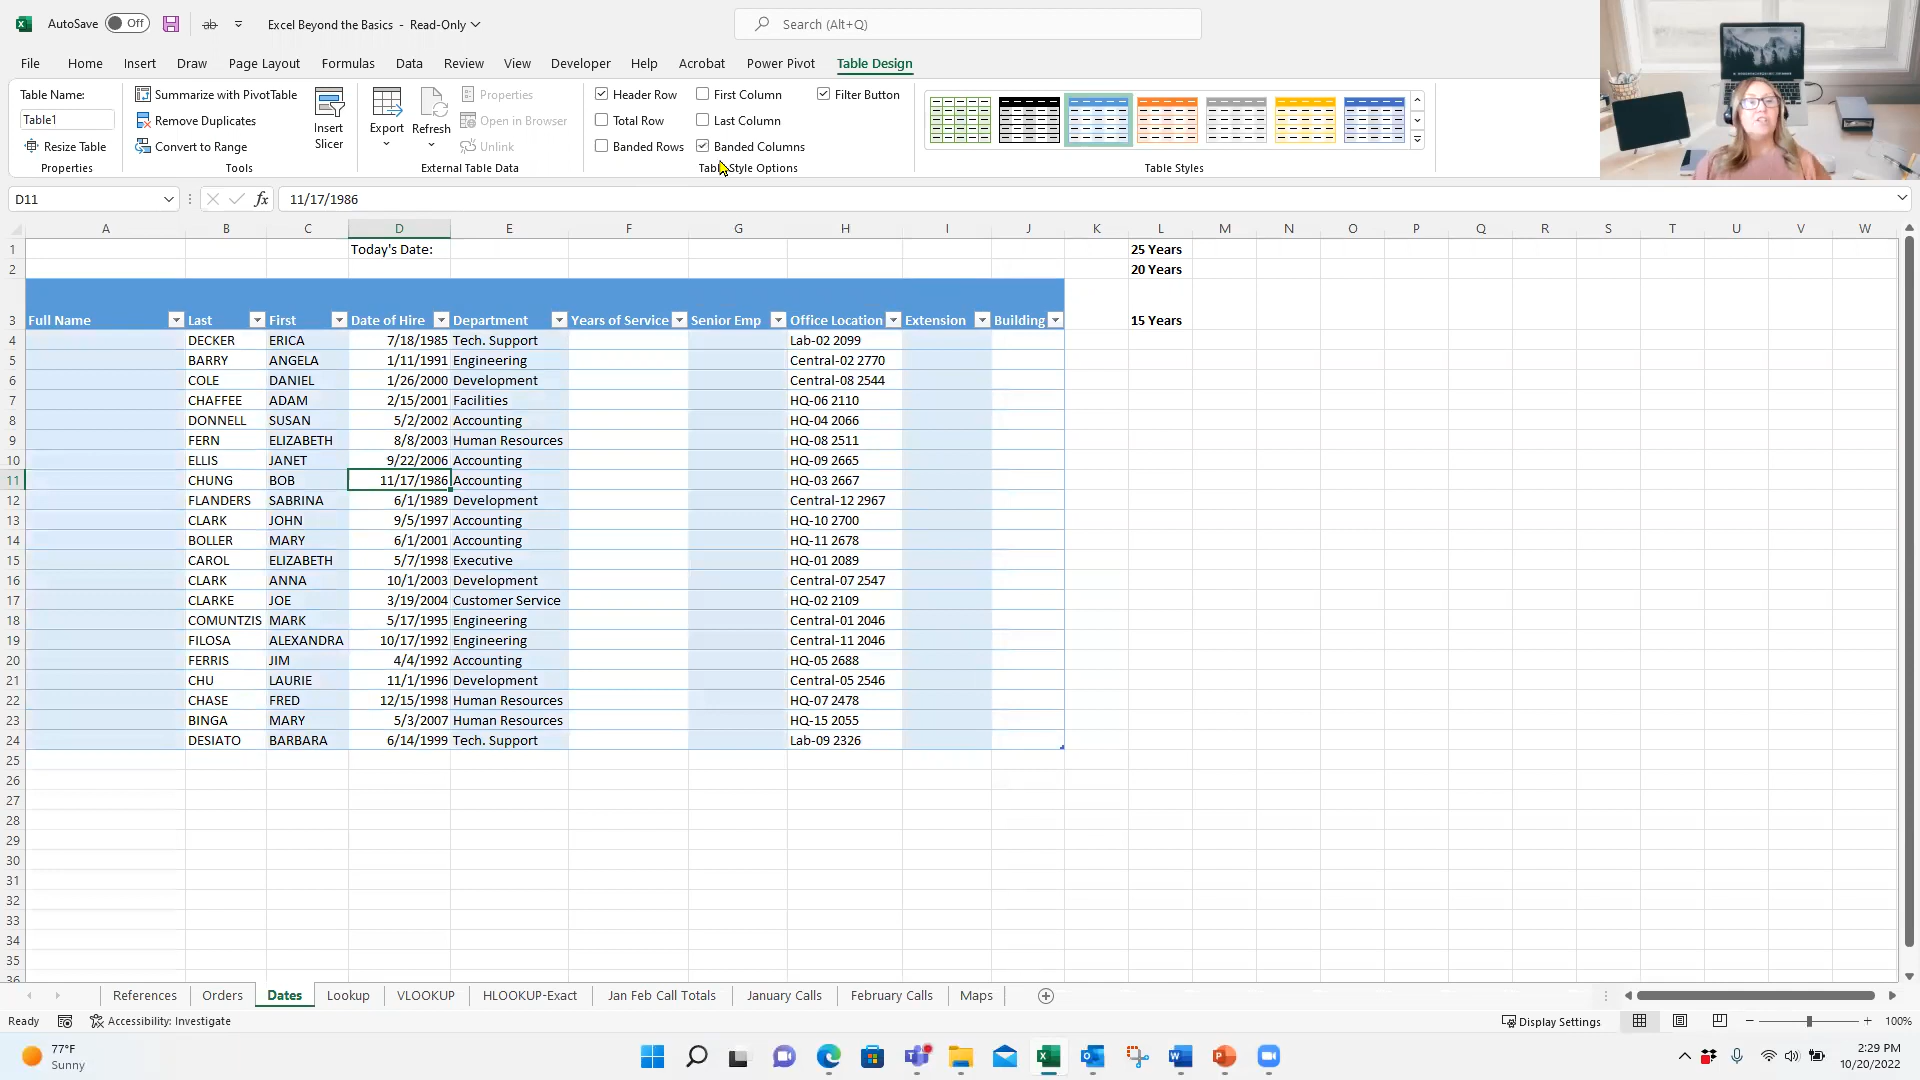 AutoSave Off Excel Beyond the Basics - Read-Only Search (Alt+Q)
File Home Insert Draw Page Layout Formulas Data Review View Developer Help Acrobat Power Pivot Table Design
Table Name: Summarize with PivotTable Properties Header Row First Column Filter Button
Table1 Remove Duplicates Insert Slicer Export Refresh Open in Browser Total Row Last Column
Resize Table Convert to Range Unlink Banded Rows Banded Columns
Properties Tools External Table Data Table Style Options Table Styles
D11 fx 11/17/1986
A B C D E F G H I J K L M N O P Q R S T U V W
1 Today's Date: 25 Years
2 20 Years
3 Full Name Last First Date of Hire Department Years of Service Senior Emp Office Location Extension Building 15 Years
4 DECKER ERICA 7/18/1985 Tech. Support Lab-02 2099
5 BARRY ANGELA 1/11/1991 Engineering Central-02 2770
6 COLE DANIEL 1/26/2000 Development Central-08 2544
7 CHAFFEE ADAM 2/15/2001 Facilities HQ-06 2110
8 DONNELL SUSAN 5/2/2002 Accounting HQ-04 2066
9 FERN ELIZABETH 8/8/2003 Human Resources HQ-08 2511
10 ELLIS JANET 9/22/2006 Accounting HQ-09 2665
11 CHUNG BOB 11/17/1986 Accounting HQ-03 2667
12 FLANDERS SABRINA 6/1/1989 Development Central-12 2967
13 CLARK JOHN 9/5/1997 Accounting HQ-10 2700
14 BOLLER MARY 6/1/2001 Accounting HQ-11 2678
15 CAROL ELIZABETH 5/7/1998 Executive HQ-01 2089
16 CLARK ANNA 10/1/2003 Development Central-07 2547
17 CLARKE JOE 3/19/2004 Customer Service HQ-02 2109
18 COMUNTZIS MARK 5/17/1995 Engineering Central-01 2046
19 FILOSA ALEXANDRA 10/17/1992 Engineering Central-11 2046
20 FERRIS JIM 4/4/1992 Accounting HQ-05 2688
21 CHU LAURIE 11/1/1996 Development Central-05 2546
22 CHASE FRED 12/15/1998 Human Resources HQ-07 2478
23 BINGA MARY 5/3/2007 Human Resources HQ-15 2055
24 DESIATO BARBARA 6/14/1999 Tech. Support Lab-09 2326
25
26
27
28
29
30
31
32
33
34
35
36
References Orders Dates Lookup VLOOKUP HLOOKUP-Exact Jan Feb Call Totals January Calls February Calls Maps
Ready Accessibility: Investigate Display Settings 100%
77°F 2:29 PM
Sunny 10/20/2022